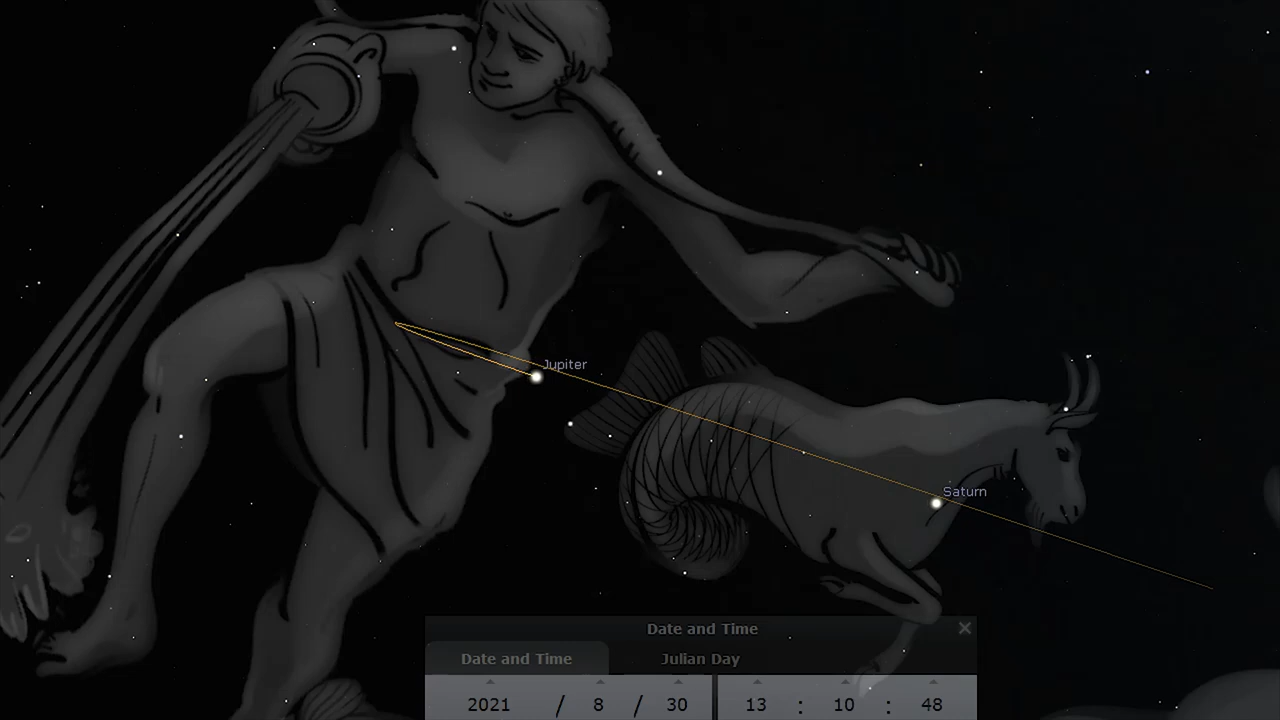 Jupiter
Saturn
Date and Time ×
Date and Time Julian Day
2021 / 8 / 30 13 : 10 : 48